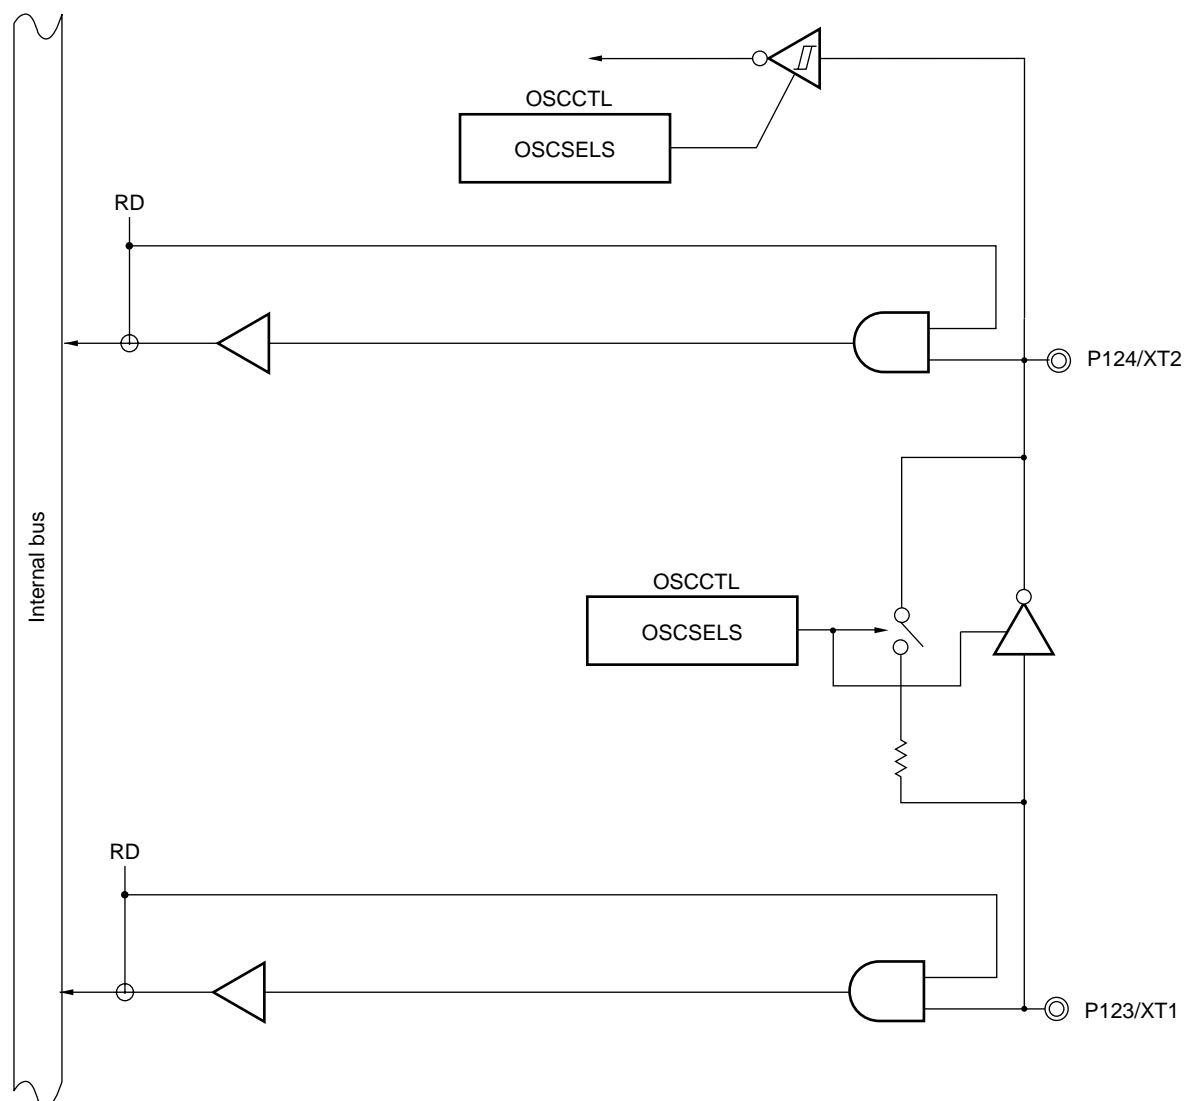 OSCCTL
OSCSELS
RD
P124/XT2
Internal bus
OSCCTL
OSCSELS
RD
P123/XT1